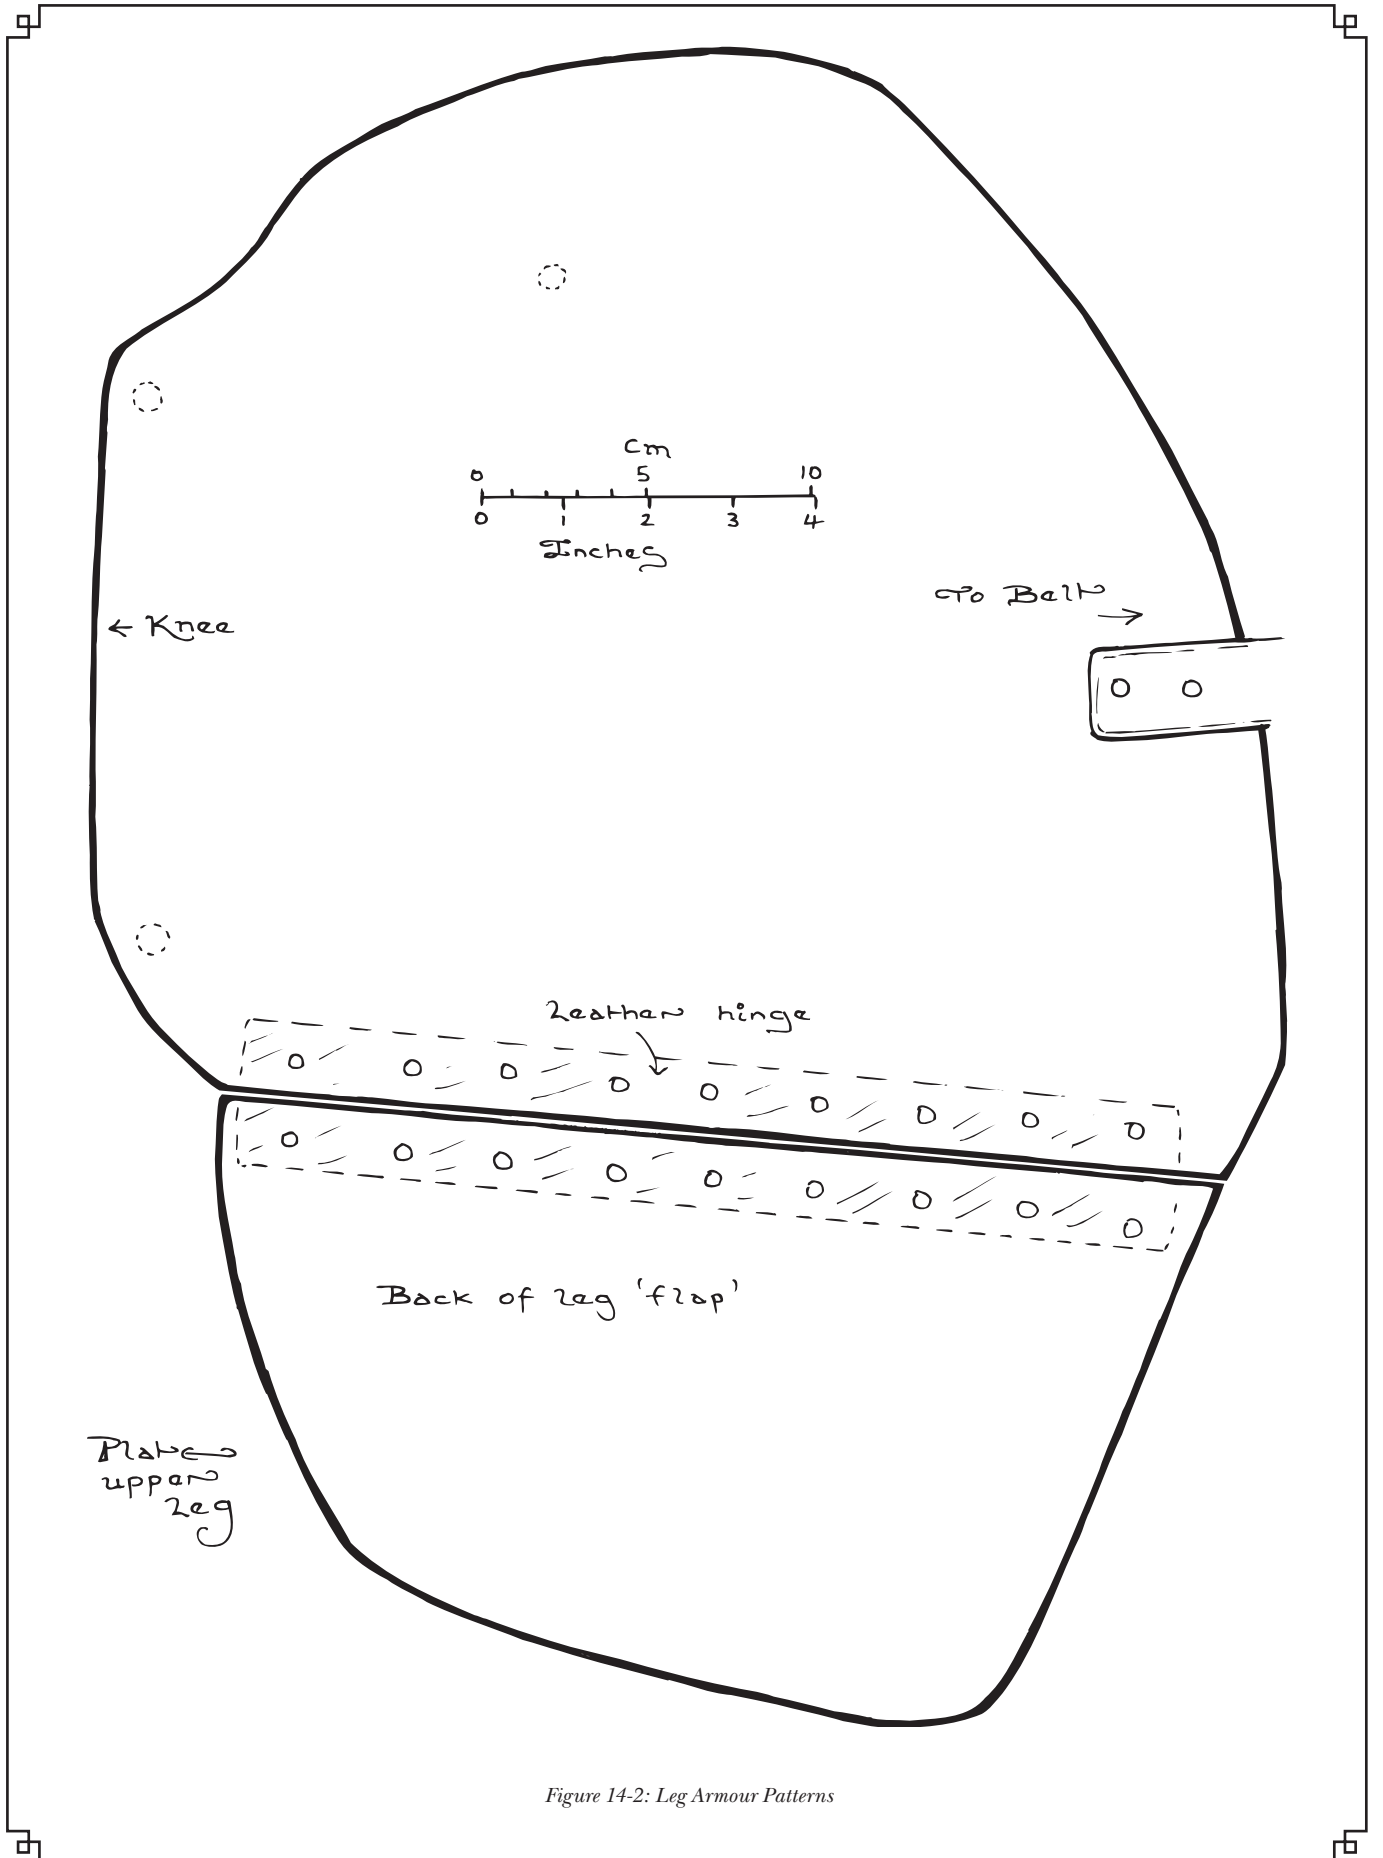 Cm
0 5 10
0 1 2 3 4
Inches
To Belt →
← Knee
Leather hinge
Back of leg 'flap'
Plate
upper
leg
Figure 14-2: Leg Armour Patterns